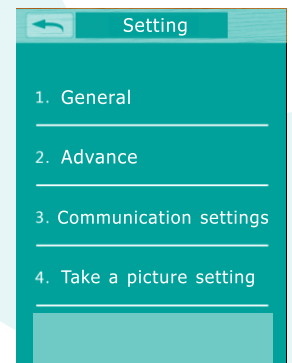 Setting
1. General
2. Advance
3. Communication settings
4. Take a picture setting